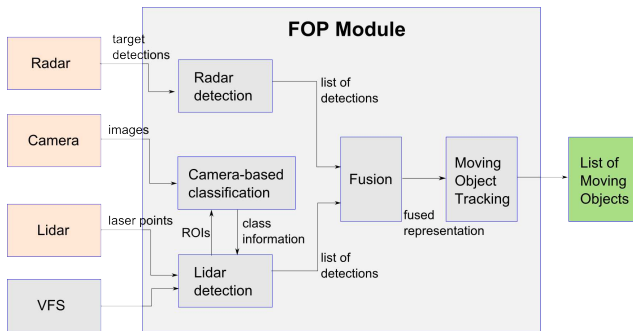 FOP Module
target
detections
Radar
Radar
detection
list of
detections
images
Camera
Camera-based
classification
Fusion
Moving
Object
Tracking
List of
Moving
Objects
laser points
Lidar
ROIs
class
information
fused
representation
list of
detections
Lidar
detection
VFS